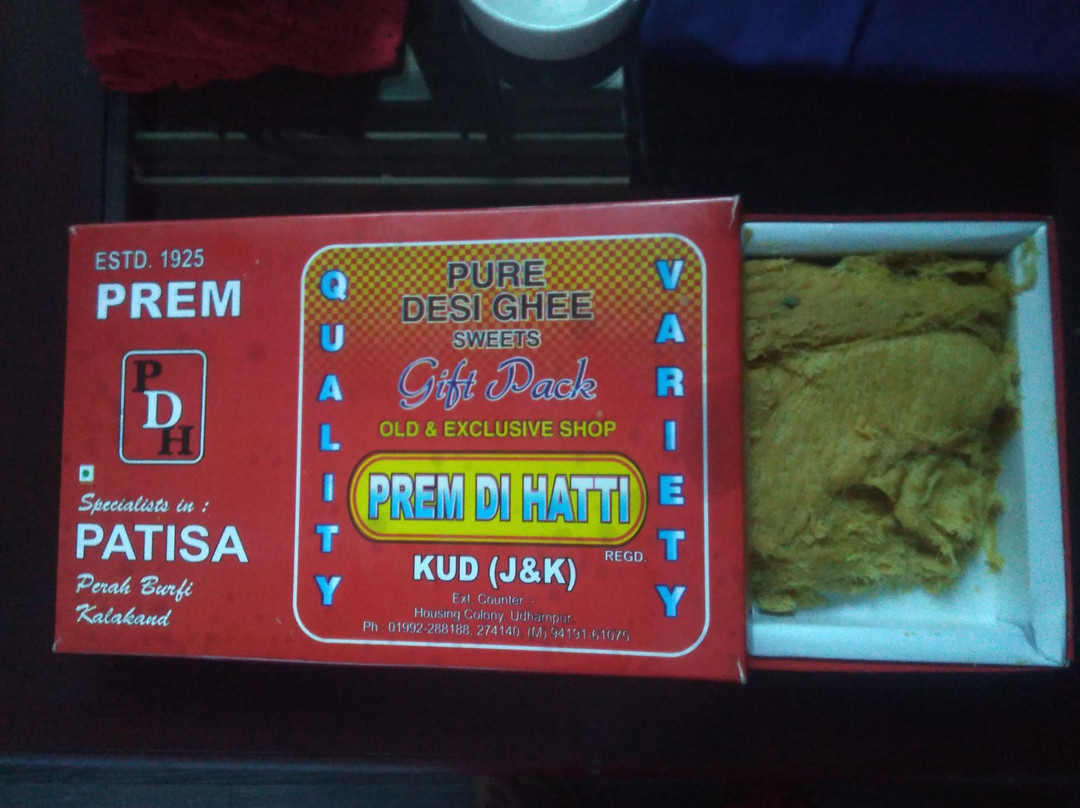 ESTD. 1925
PREM
PDH
Specialists in :
PATISA
Perah Burfi
Kalakand
QUALITY
PURE
DESI GHEE
SWEETS
Gift Pack
OLD & EXCLUSIVE SHOP
PREM DI HATTI
REGD.
KUD (J&K)
Ext. Counter :-
Housing Colony, Udhampur
Ph : 01992-288188, 274140, (M) 94191-61075
VARIETY